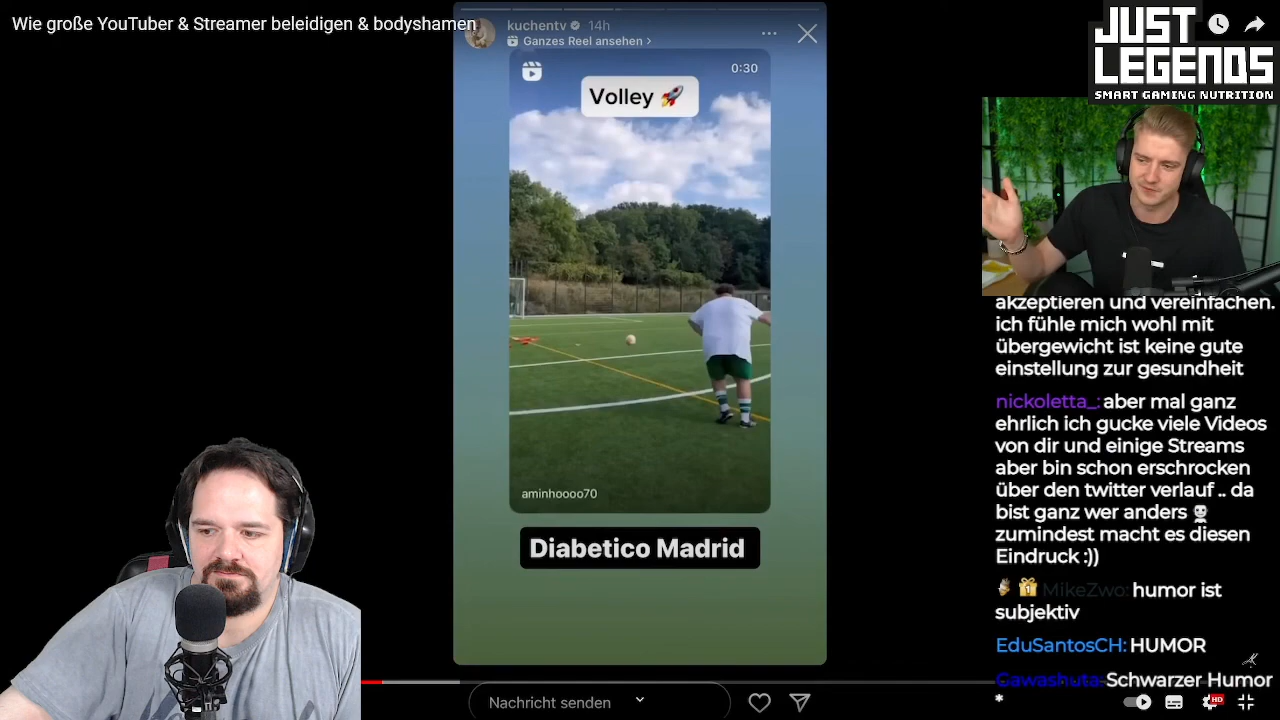 Wie große YouTuber & Streamer beleidigen & bodyshamen
kuchentv 14h
Ganzes Reel ansehen >
0:30
Volley 🚀
aminhoooo70
Diabetico Madrid
Nachricht senden
JUST
LEGENDS
SMART GAMING NUTRITION
akzeptieren und vereinfachen.
ich fühle mich wohl mit
übergewicht ist keine gute
einstellung zur gesundheit
nickoletta_: aber mal ganz
ehrlich ich gucke viele Videos
von dir und einige Streams
aber bin schon erschrocken
über den twitter verlauf .. da
bist ganz wer anders 💀
zumindest macht es diesen
Eindruck :))
MikeZwo: humor ist
subjektiv
EduSantosCH: HUMOR
Gawashuta: Schwarzer Humor
*
HD